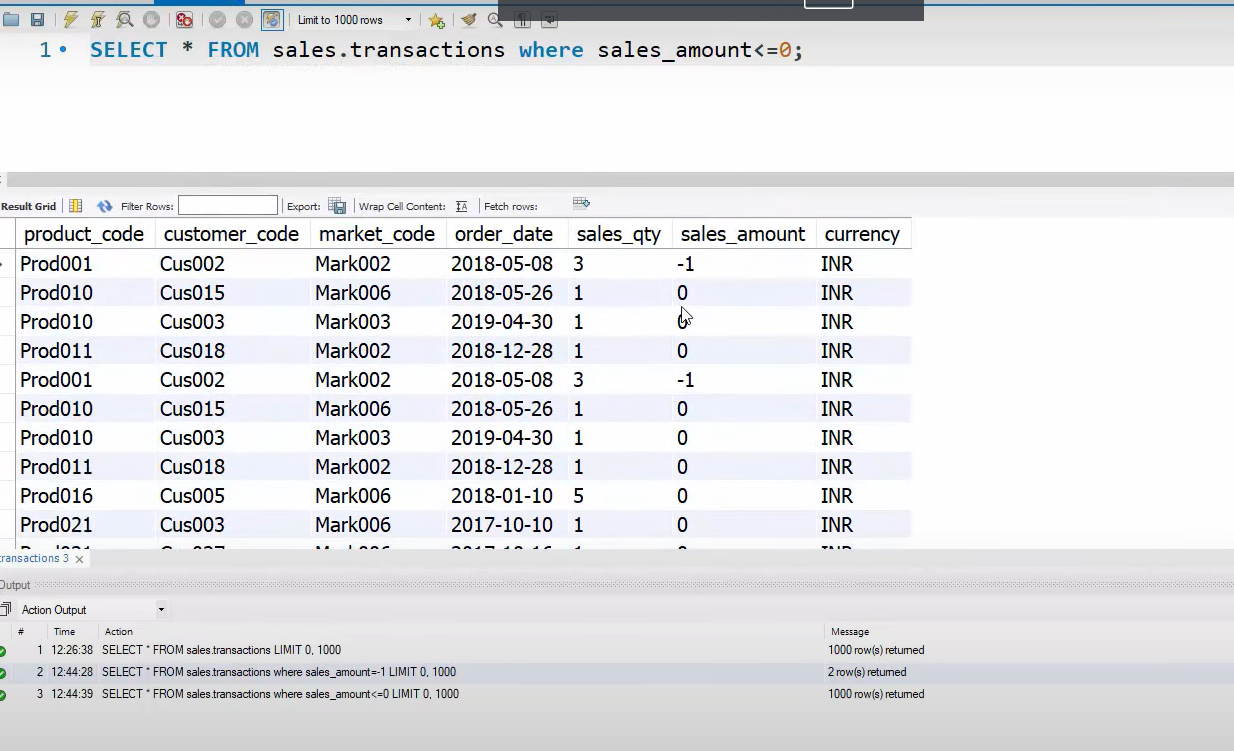 Limit to 1000 rows
1 SELECT * FROM sales.transactions where sales_amount<=0;
Result Grid Filter Rows: Export: Wrap Cell Content: Fetch rows:
product_code customer_code market_code order_date sales_qty sales_amount currency
Prod001 Cus002 Mark002 2018-05-08 3 -1 INR
Prod010 Cus015 Mark006 2018-05-26 1 0 INR
Prod010 Cus003 Mark003 2019-04-30 1 0 INR
Prod011 Cus018 Mark002 2018-12-28 1 0 INR
Prod001 Cus002 Mark002 2018-05-08 3 -1 INR
Prod010 Cus015 Mark006 2018-05-26 1 0 INR
Prod010 Cus003 Mark003 2019-04-30 1 0 INR
Prod011 Cus018 Mark002 2018-12-28 1 0 INR
Prod016 Cus005 Mark006 2018-01-10 5 0 INR
Prod021 Cus003 Mark006 2017-10-10 1 0 INR
ransactions 3
Output
Action Output
# Time Action Message
1 12:26:38 SELECT * FROM sales.transactions LIMIT 0, 1000 1000 row(s) returned
2 12:44:28 SELECT * FROM sales.transactions where sales_amount=-1 LIMIT 0, 1000 2 row(s) returned
3 12:44:39 SELECT * FROM sales.transactions where sales_amount<=0 LIMIT 0, 1000 1000 row(s) returned